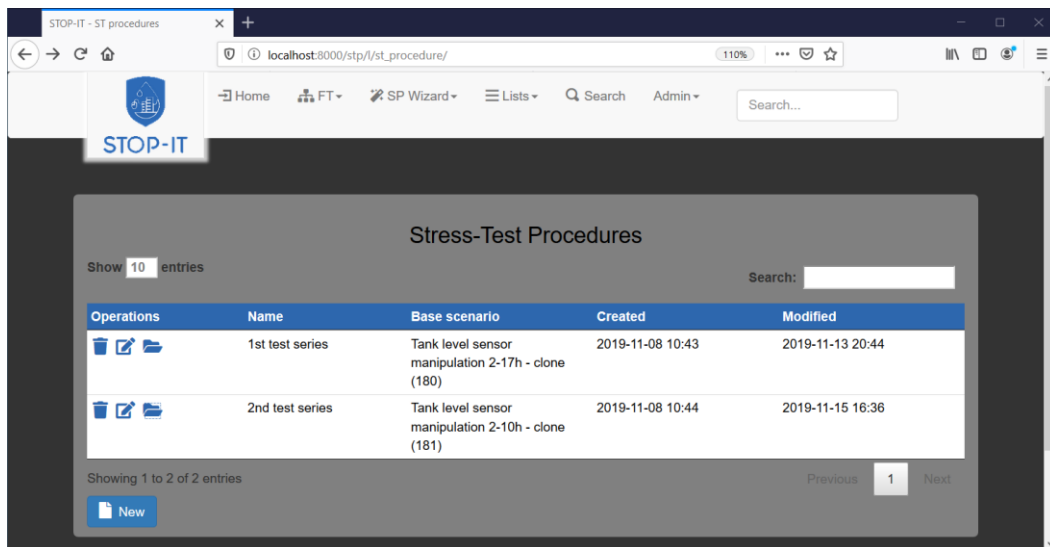 STOP-IT - ST procedures
localhost:8000/stp/l/st_procedure/
110%
Home FT SP Wizard Lists Search Admin Search...
STOP-IT
Stress-Test Procedures
Show 10 entries
Search:
Operations Name Base scenario Created Modified
1st test series Tank level sensor 2019-11-08 10:43 2019-11-13 20:44
manipulation 2-17h - clone
(180)
2nd test series Tank level sensor 2019-11-08 10:44 2019-11-15 16:36
manipulation 2-10h - clone
(181)
Showing 1 to 2 of 2 entries
Previous 1 Next
New